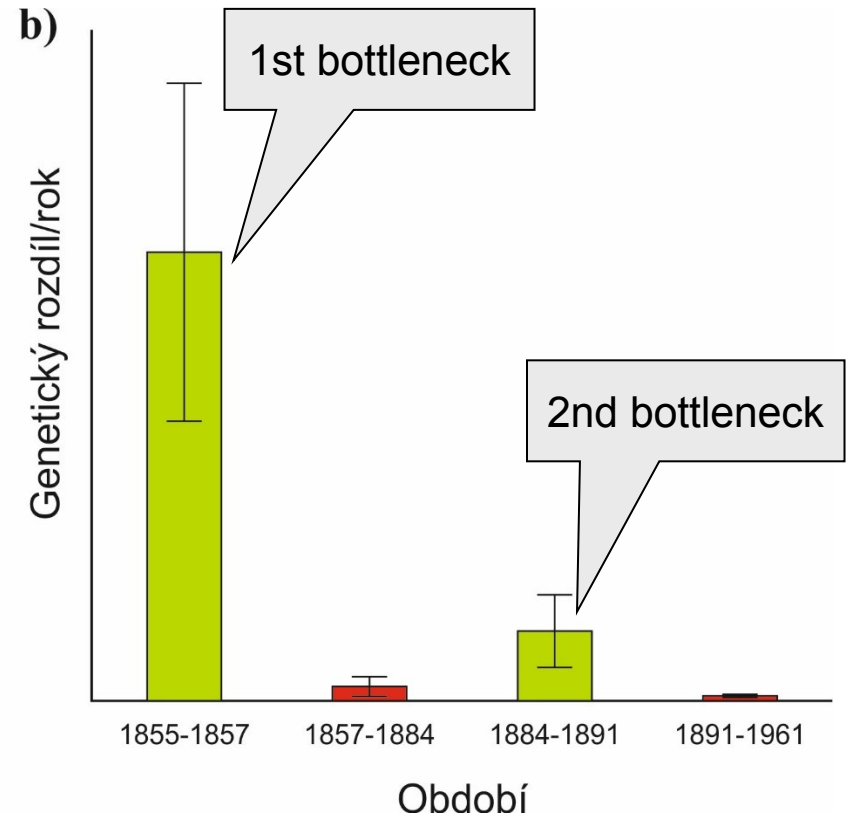 b)
1st bottleneck
Genetický rozdíl/rok
2nd bottleneck
1855-1857
1857-1884
1884-1891
1891-1961
Období